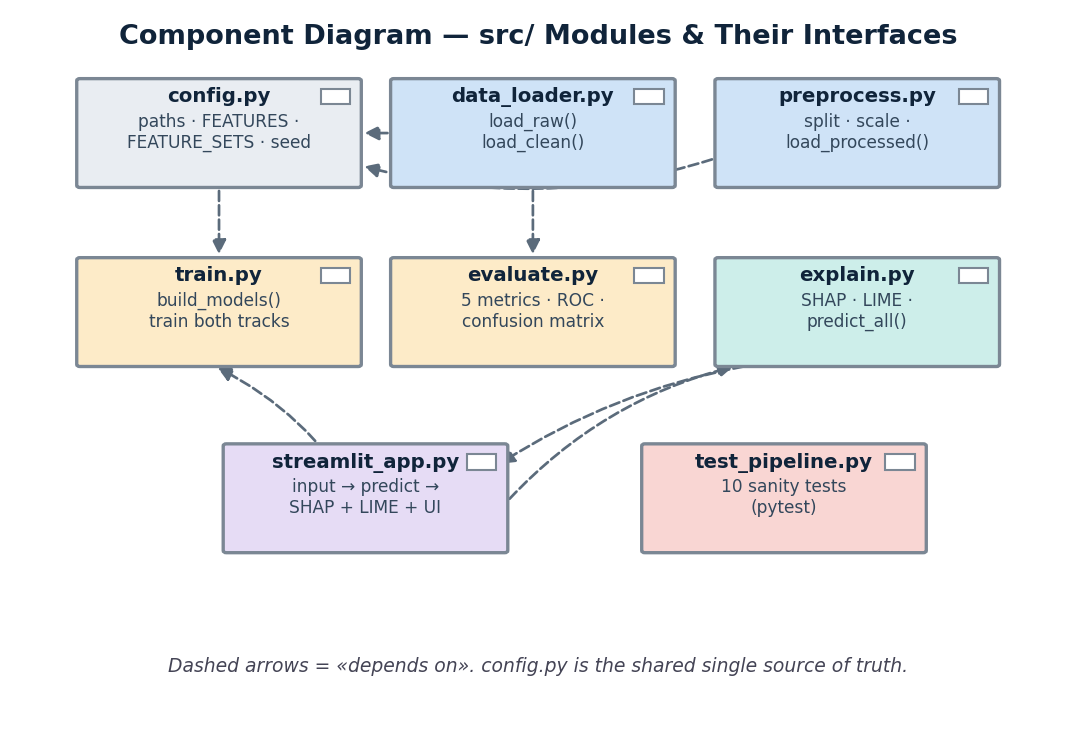 Component Diagram — src/ Modules & Their Interfaces
config.py
paths · FEATURES ·
FEATURE_SETS · seed
data_loader.py
load_raw()
load_clean()
preprocess.py
split · scale ·
load_processed()
train.py
build_models()
train both tracks
evaluate.py
5 metrics · ROC ·
confusion matrix
explain.py
SHAP · LIME ·
predict_all()
streamlit_app.py
input → predict →
SHAP + LIME + UI
test_pipeline.py
10 sanity tests
(pytest)
Dashed arrows = «depends on». config.py is the shared single source of truth.